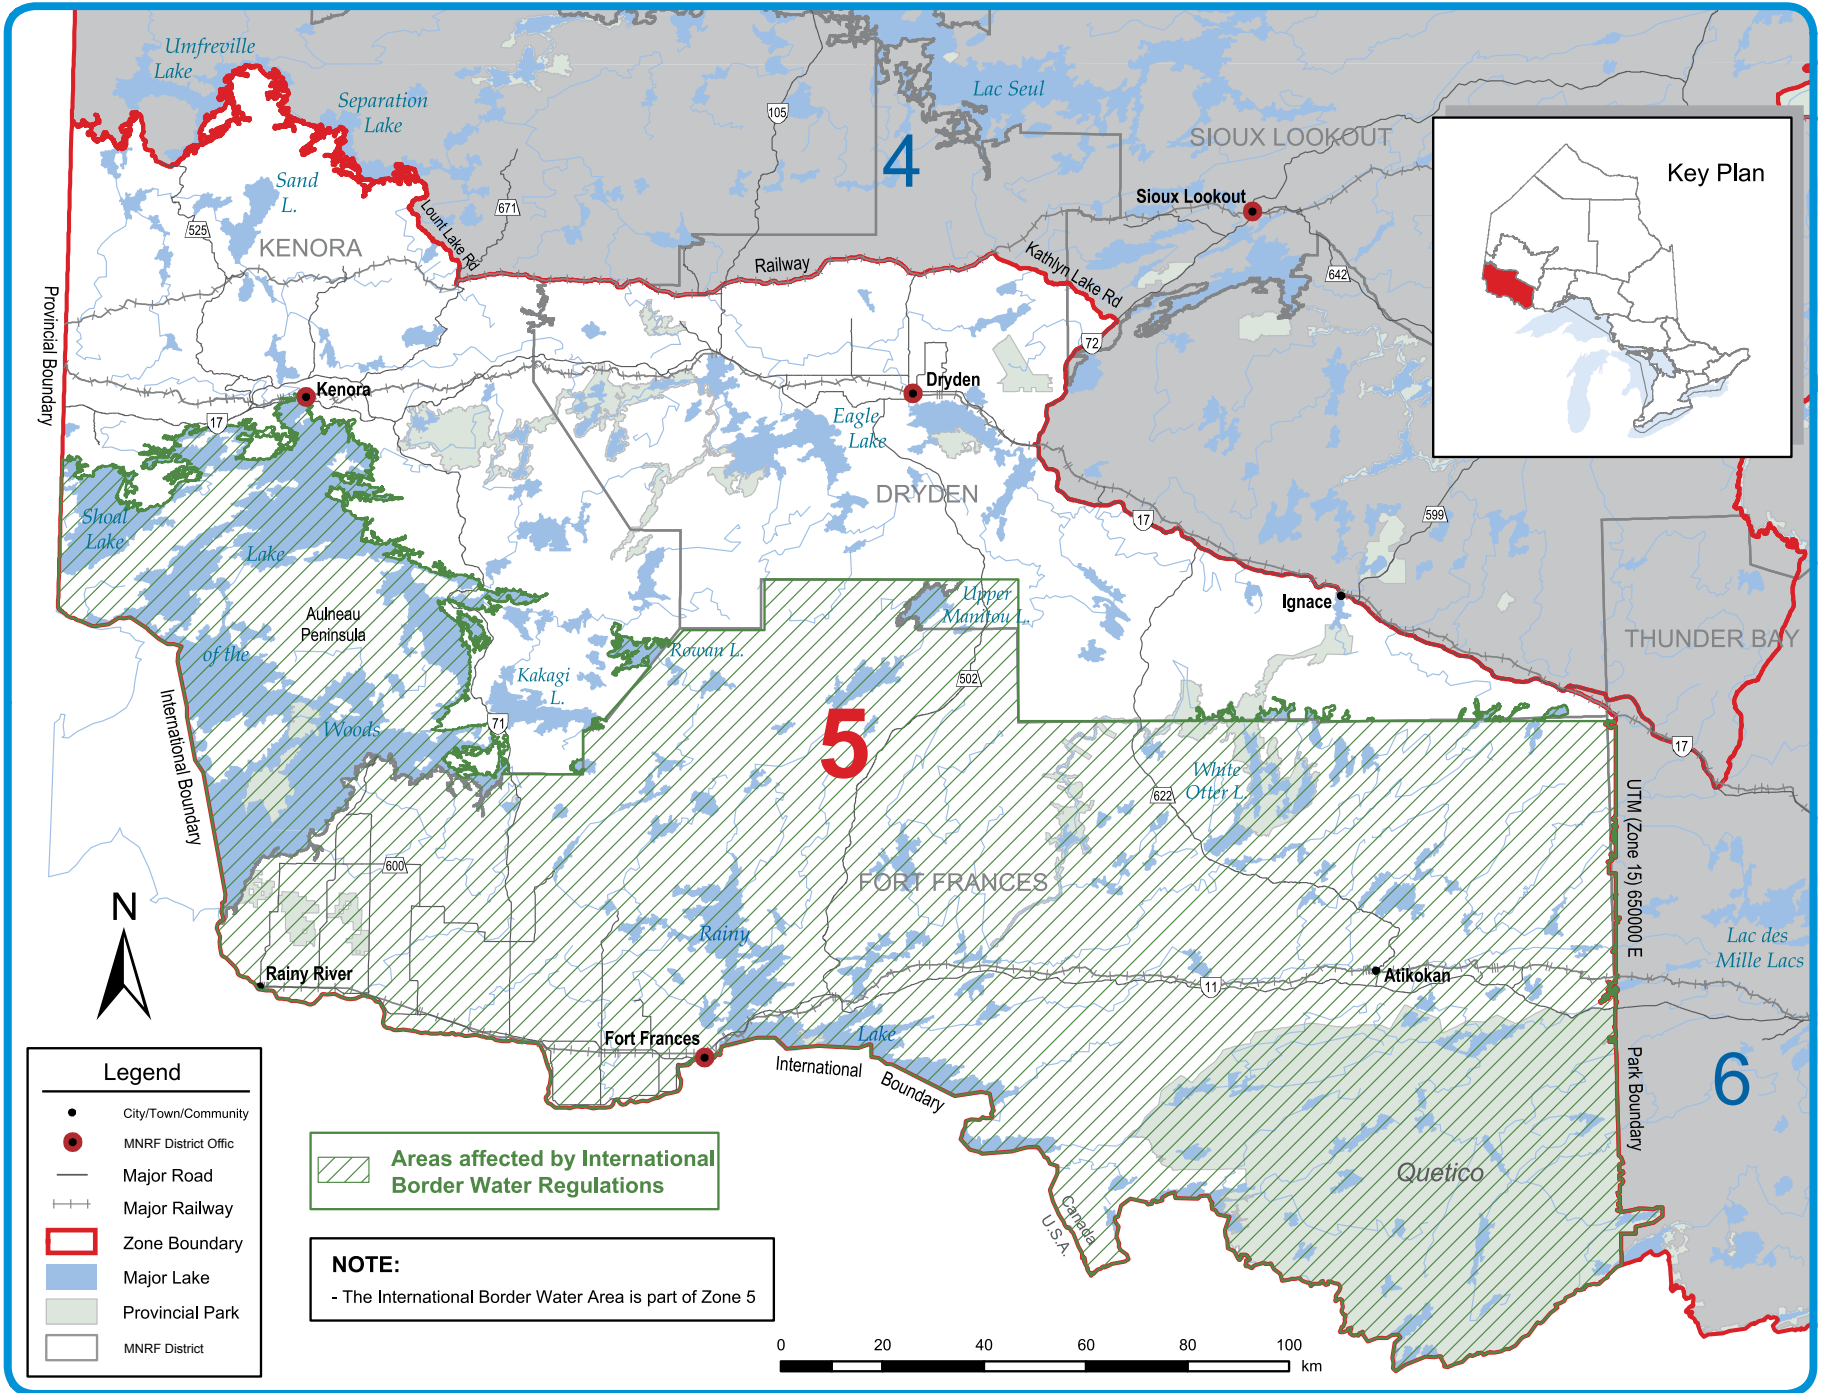 Umfreville
Lake
Separation
Lake
Lac Seul
105
4
SIOUX LOOKOUT
Sioux Lookout
Key Plan
Sand
L.
671
525
KENORA
Lount Lake Rd
Railway
Kathlyn Lake Rd
642
Provincial Boundary
72
Kenora
Dryden
17
Eagle
Lake
DRYDEN
17
599
Shoal
Lake
Lake
Aulneau
Peninsula
Upper
Manitou L.
Ignace
THUNDER BAY
of the
Rowan L.
Kakagi
L.
502
International Boundary
Woods
71
5
17
White
Otter L.
622
UTM (Zone 15) 650000 E
600
FORT FRANCES
N
Rainy
Lac des
Mille Lacs
Rainy River
Atikokan
11
Fort Frances
Lake
International
Boundary
Park Boundary
6
Quetico
Canada
U.S.A.
Legend
City/Town/Community
MNRF District Offic
Major Road
Major Railway
Zone Boundary
Major Lake
Provincial Park
MNRF District
Areas affected by International
Border Water Regulations
NOTE:
- The International Border Water Area is part of Zone 5
0 20 40 60 80 100
km